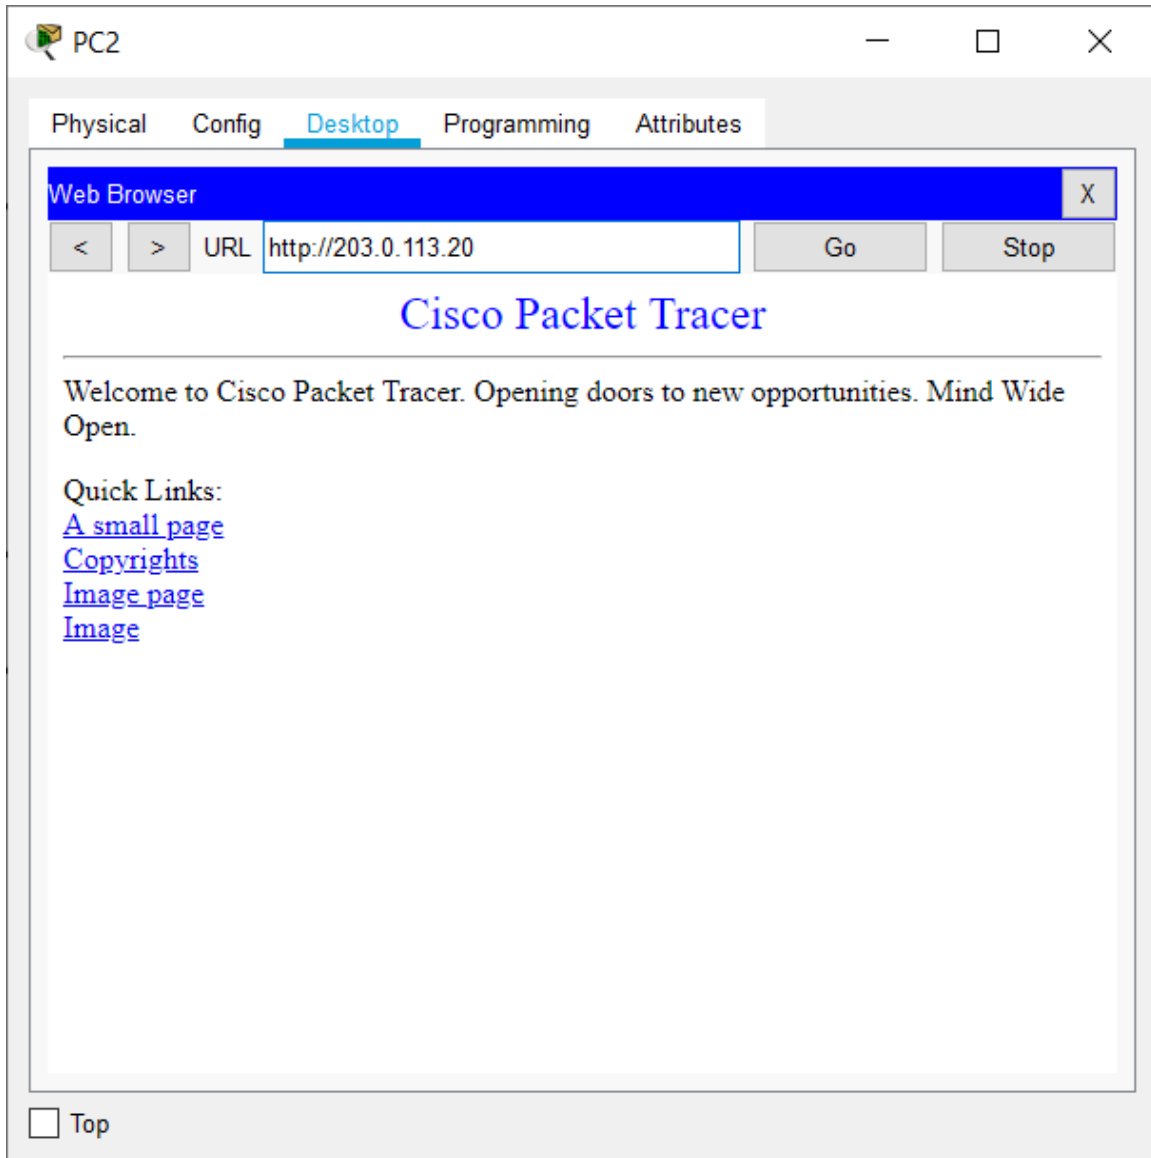 PC2
Physical Config Desktop Programming Attributes
Web Browser X
< > URL http://203.0.113.20 Go Stop
Cisco Packet Tracer
Welcome to Cisco Packet Tracer. Opening doors to new opportunities. Mind Wide
Open.
Quick Links:
A small page
Copyrights
Image page
Image
Top